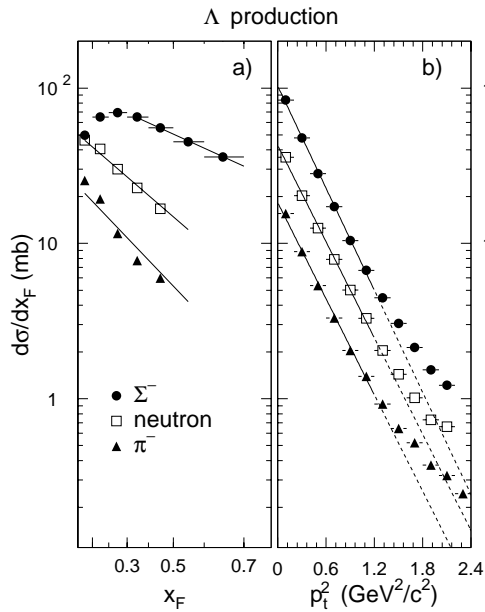 Λ production
a)
b)
dσ/dx_F (mb)
10²
10
1
Σ⁻
neutron
π⁻
0.3 0.5 0.7
0 0.6 1.2 1.8 2.4
x_F
p_t² (GeV²/c²)